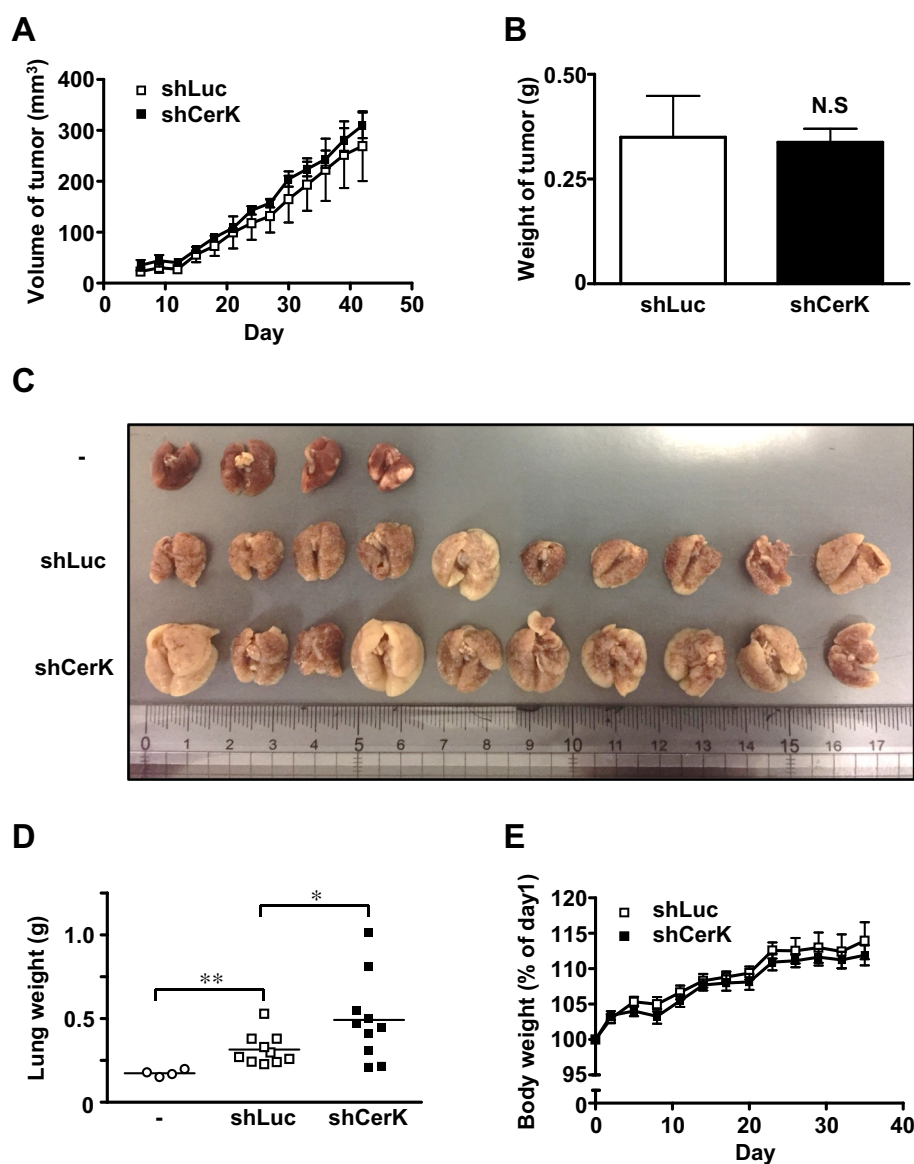 A
Volume of tumor (mm³)
400
300
200
100
0
shLuc
shCerK
0 10 20 30 40 50
Day
B
Weight of tumor (g)
0.50
0.25
0
N.S
shLuc shCerK
C
-
shLuc
shCerK
0 1 2 3 4 5 6 7 8 9 10 11 12 13 14 15 16 17
D
Lung weight (g)
1.0
0.5
0
**
*
- shLuc shCerK
E
Body weight (% of day1)
120
115
110
105
100
95
0
shLuc
shCerK
0 10 20 30 40
Day